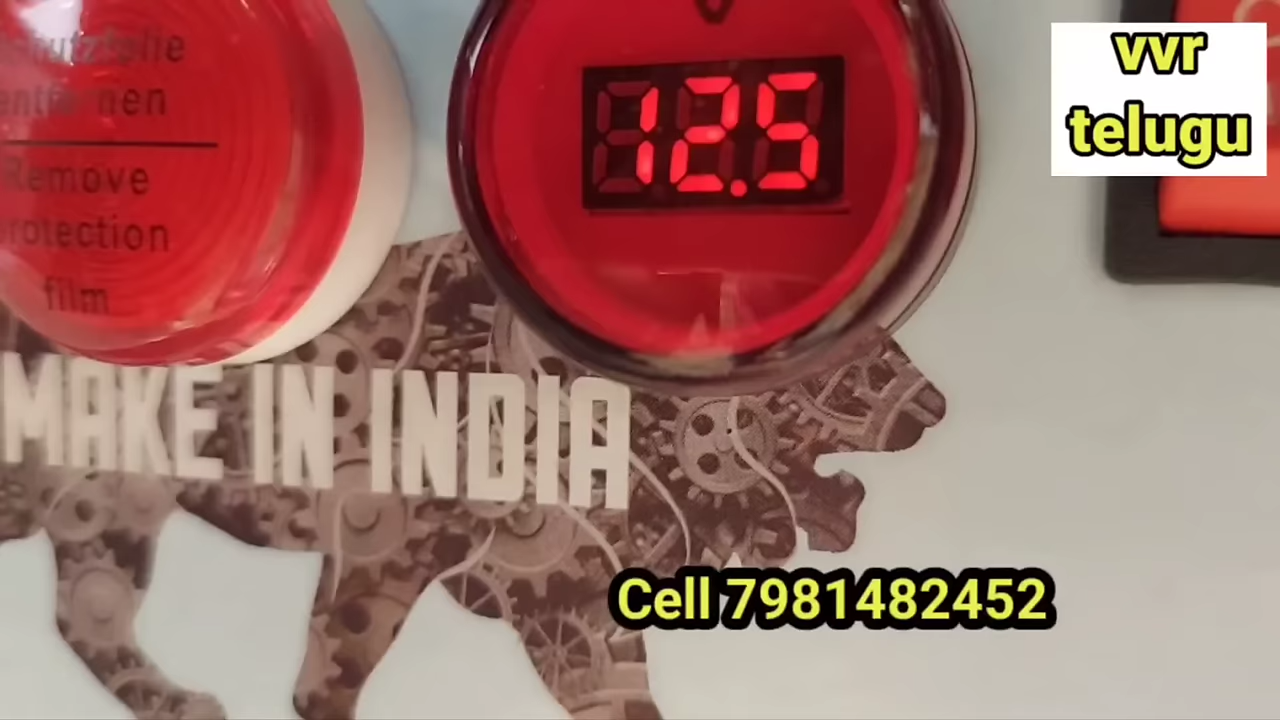 vvr
telugu
12.5
entfernen
Remove
protection
film
MAKE IN INDIA
Cell 7981482452